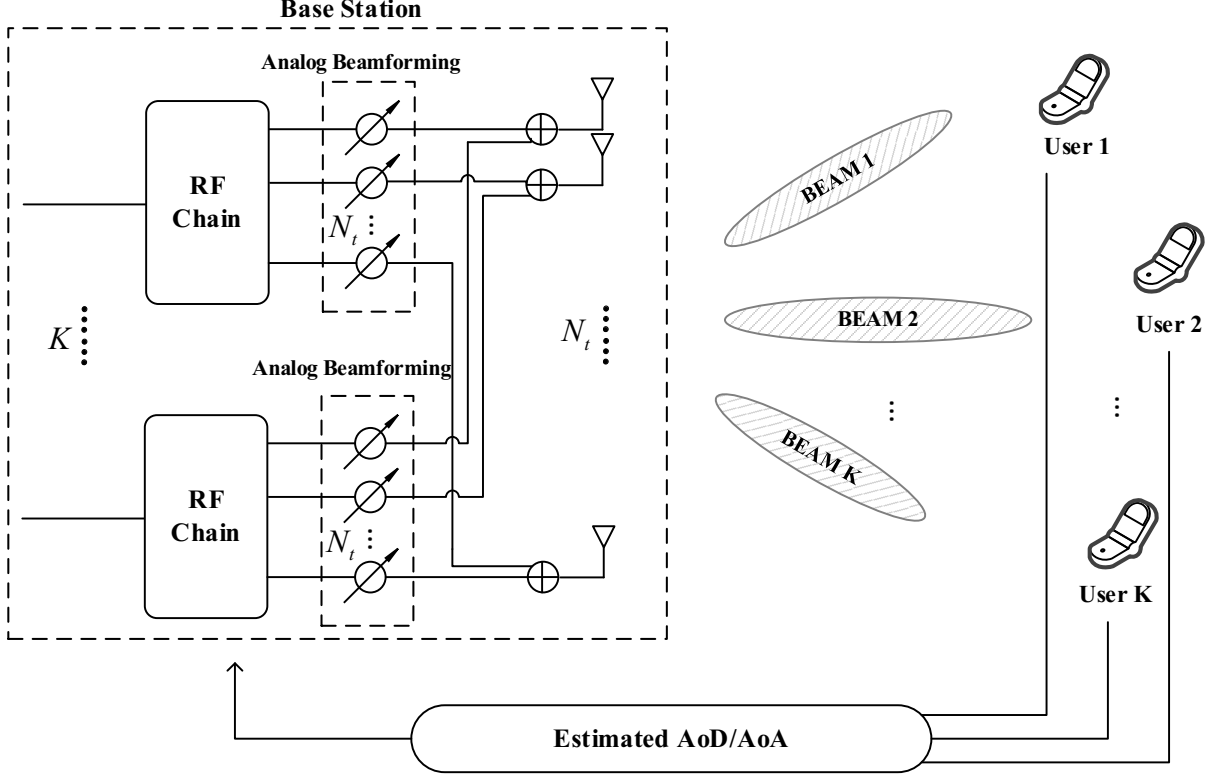 Base Station
Analog Beamforming
RF
Chain
N_t
K
N_t
Analog Beamforming
RF
Chain
N_t
BEAM 1
BEAM 2
BEAM K
User 1
User 2
User K
Estimated AoD/AoA